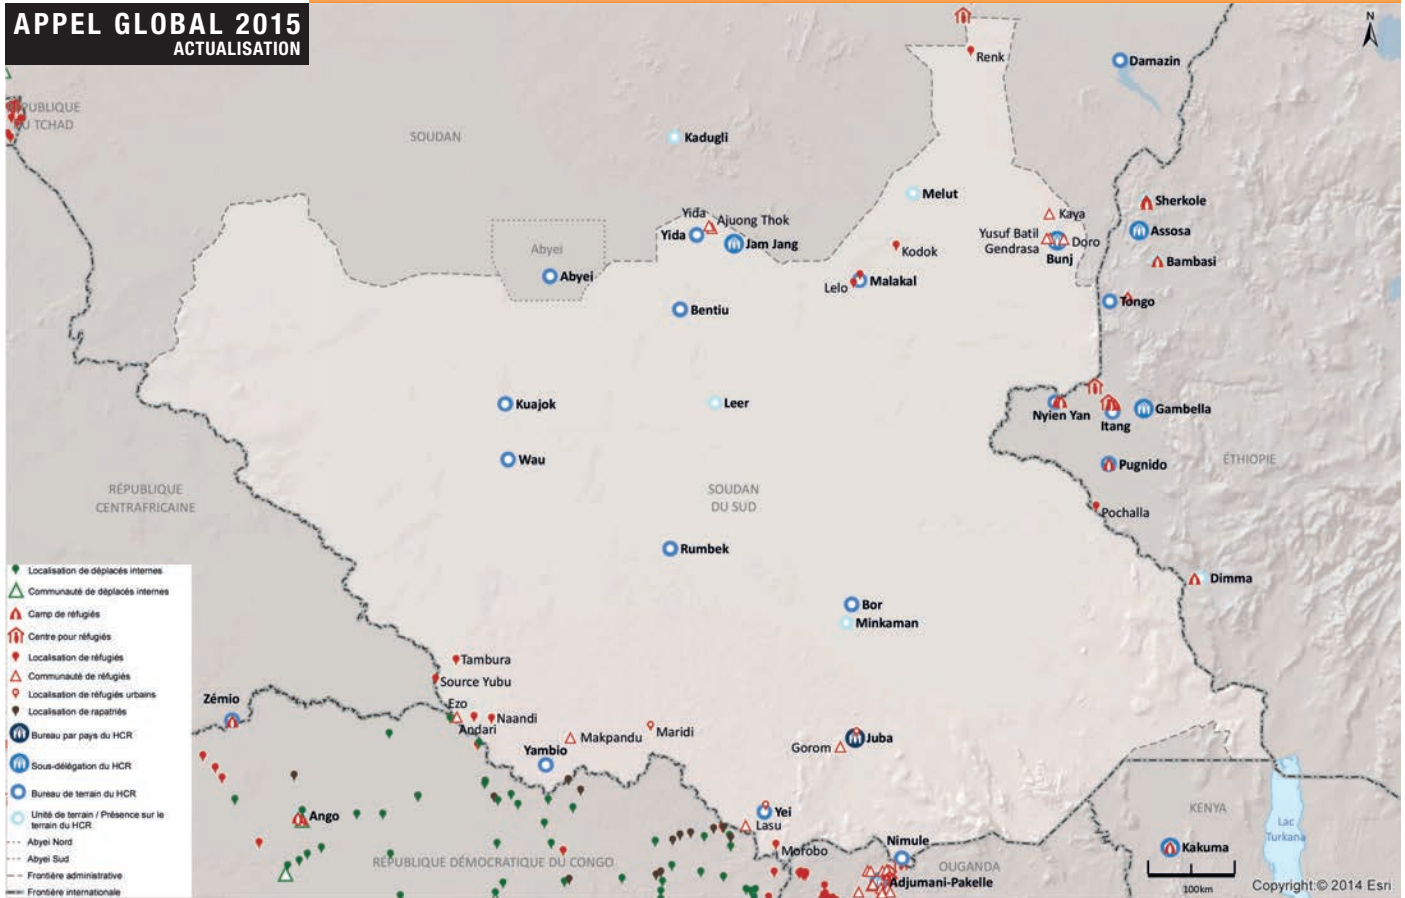 APPEL GLOBAL 2015
ACTUALISATION
N
Renk
Damazin
RÉPUBLIQUE
DU TCHAD
SOUDAN
Kadugli
Melut
Sherkole
Yida
Ajuong Thok
Kaya
Yida
Jam Jang
Yusuf Batil
Doro
Assosa
Gendrasa
Bunj
Abyei
Kodok
Bambasi
Abyei
Lelo
Malakal
Tongo
Bentiu
Kuajok
Leer
Nyien Yan
Itang
Gambella
Wau
Pugnido
ÉTHIOPIE
RÉPUBLIQUE
CENTRAFRICAINE
SOUDAN
DU SUD
Pochalla
Rumbek
Dimma
Bor
Minkaman
Tambura
Source Yubu
Zémio
Ezo
Naandi
Andari
Makpandu
Maridi
Gorom
Juba
Yambio
Yei
Lasu
Ango
Morobo
Nimule
RÉPUBLIQUE DÉMOCRATIQUE DU CONGO
OUGANDA
Adjumani-Pakelle
KENYA
Lac
Turkana
Kakuma
100km
Copyright:© 2014 Esri
Localisation de déplacés internes
Communauté de déplacés internes
Camp de réfugiés
Centre pour réfugiés
Localisation de réfugiés
Communauté de réfugiés
Localisation de réfugiés urbains
Localisation de rapatriés
Bureau par pays du HCR
Sous-délégation du HCR
Bureau de terrain du HCR
Unité de terrain / Présence sur le
terrain du HCR
Abyei Nord
Abyei Sud
Frontière administrative
Frontière internationale